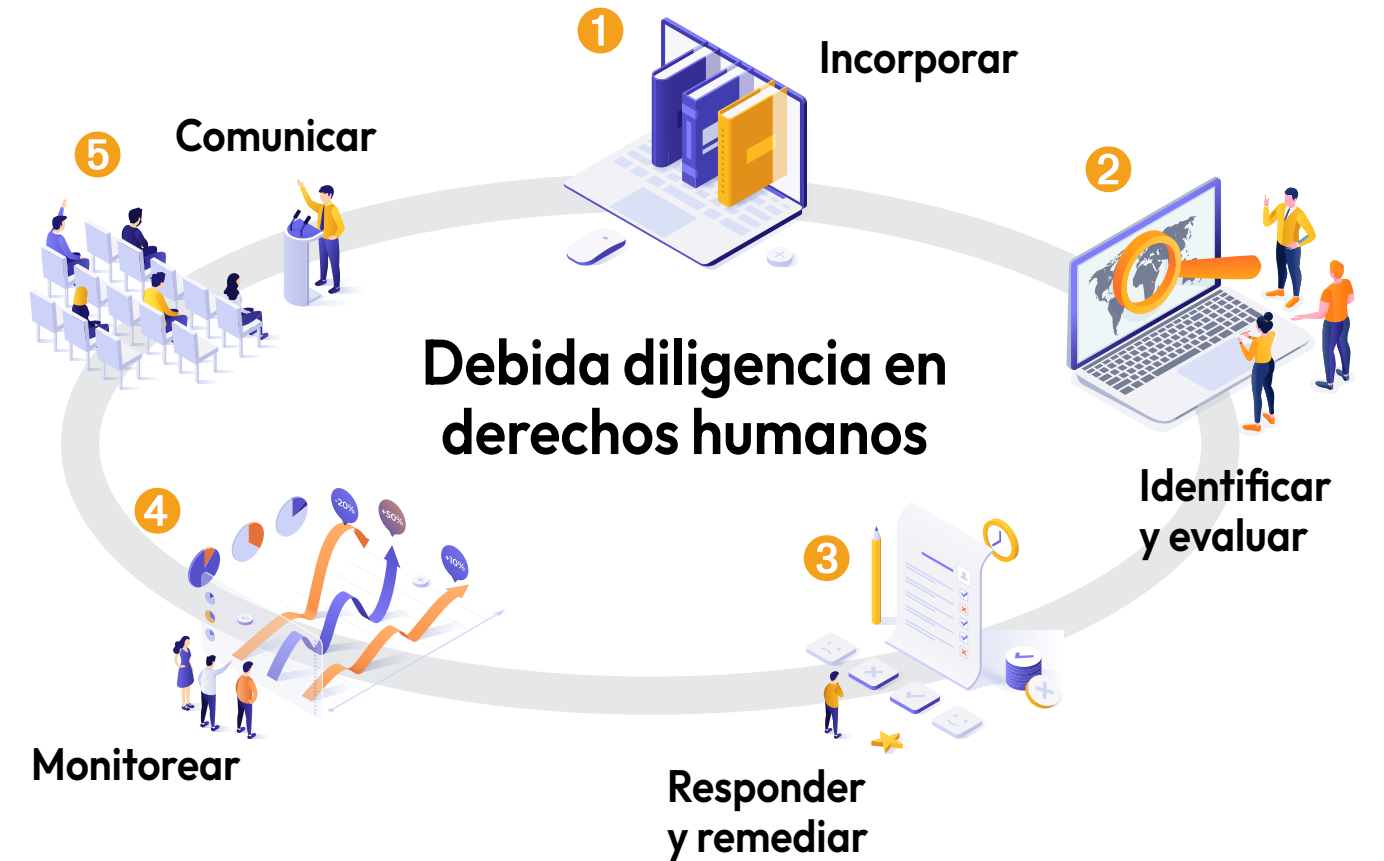 Debida diligencia en
derechos humanos
1
Incorporar
2
Identificar
y evaluar
3
Responder
y remediar
4
-20%
+50%
+10%
Monitorear
5
Comunicar